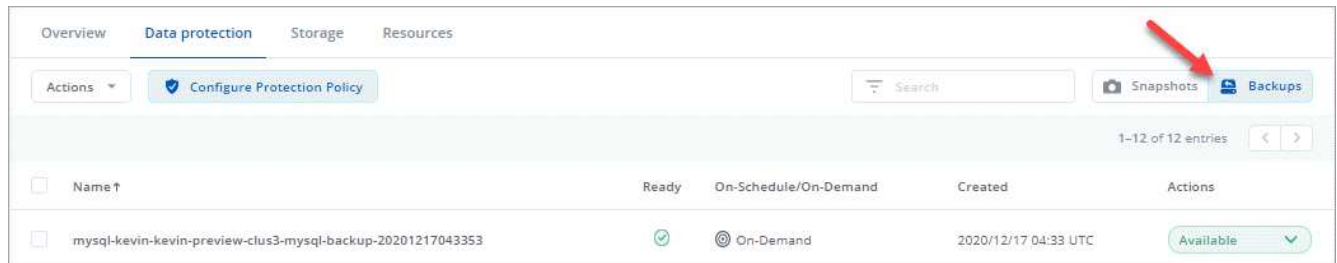 Overview Data protection Storage Resources
Actions Configure Protection Policy Search Snapshots Backups
1–12 of 12 entries < >
Name↑ Ready On-Schedule/On-Demand Created Actions
mysql-kevin-kevin-preview-clus3-mysql-backup-20201217043353 On-Demand 2020/12/17 04:33 UTC Available